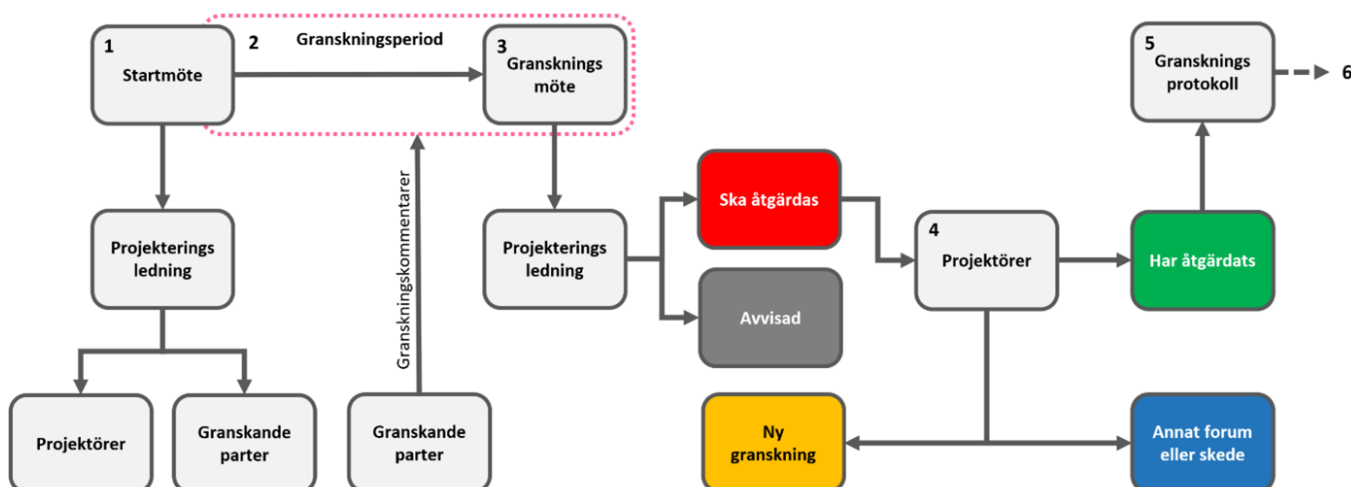 1
Startmöte
2
Granskningsperiod
3
Gransknings
möte
5
Gransknings
protokoll
6
Projekterings
ledning
Granskningskommentarer
Projekterings
ledning
Ska åtgärdas
Avvisad
4
Projektörer
Har åtgärdats
Projektörer
Granskande
parter
Granskande
parter
Ny
granskning
Annat forum
eller skede